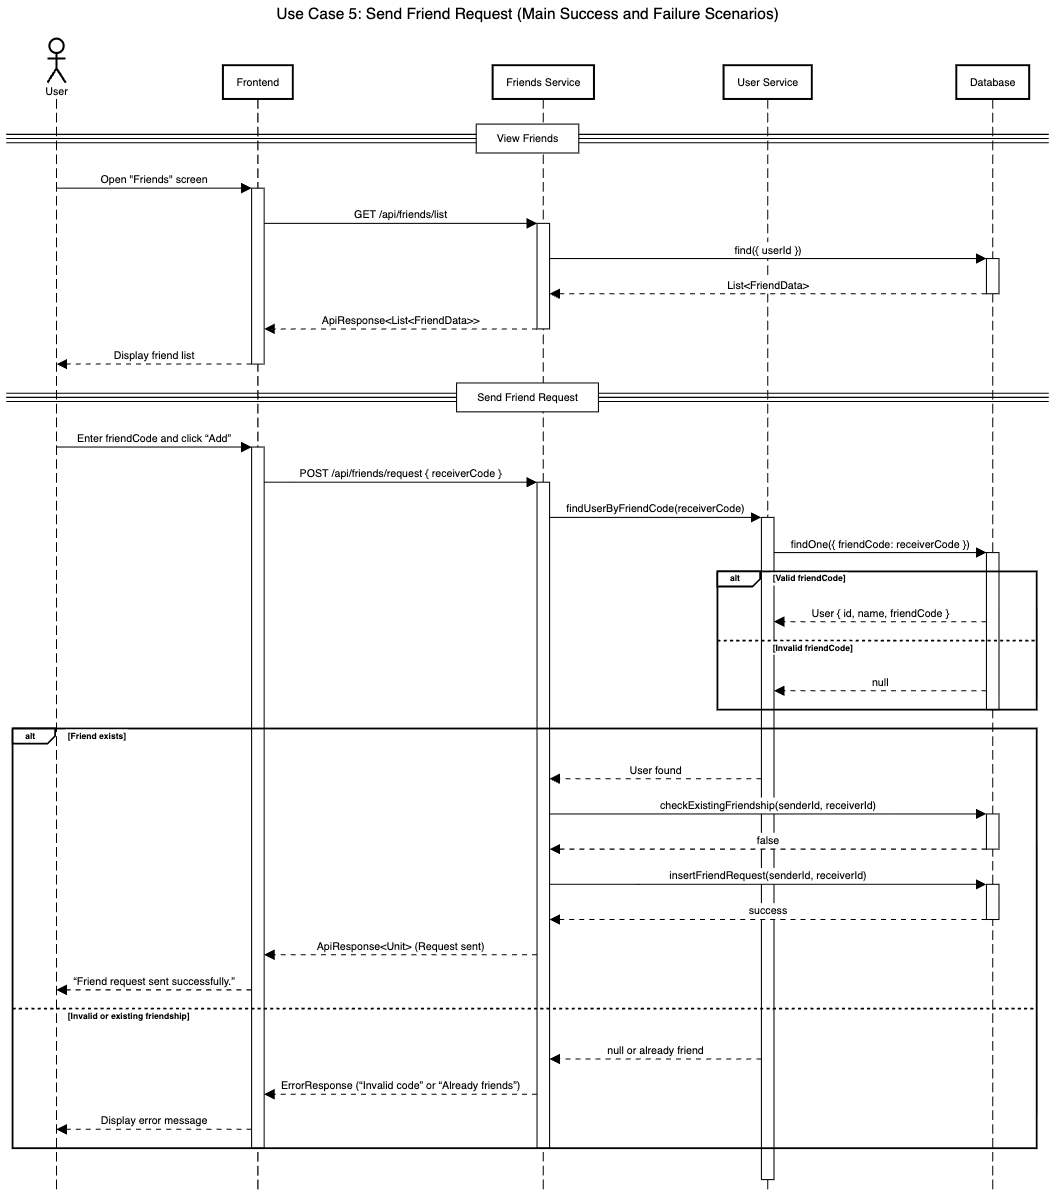 Use Case 5: Send Friend Request (Main Success and Failure Scenarios)
User
Frontend
Friends Service
User Service
Database
View Friends
Open "Friends" screen
GET /api/friends/list
find({ userId })
List<FriendData>
ApiResponse<List<FriendData>>
Display friend list
Send Friend Request
Enter friendCode and click “Add”
POST /api/friends/request { receiverCode }
findUserByFriendCode(receiverCode)
findOne({ friendCode: receiverCode })
alt
[Valid friendCode]
User { id, name, friendCode }
[Invalid friendCode]
null
alt
[Friend exists]
User found
checkExistingFriendship(senderId, receiverId)
false
insertFriendRequest(senderId, receiverId)
success
ApiResponse<Unit> (Request sent)
“Friend request sent successfully.”
[Invalid or existing friendship]
null or already friend
ErrorResponse (“Invalid code” or “Already friends”)
Display error message